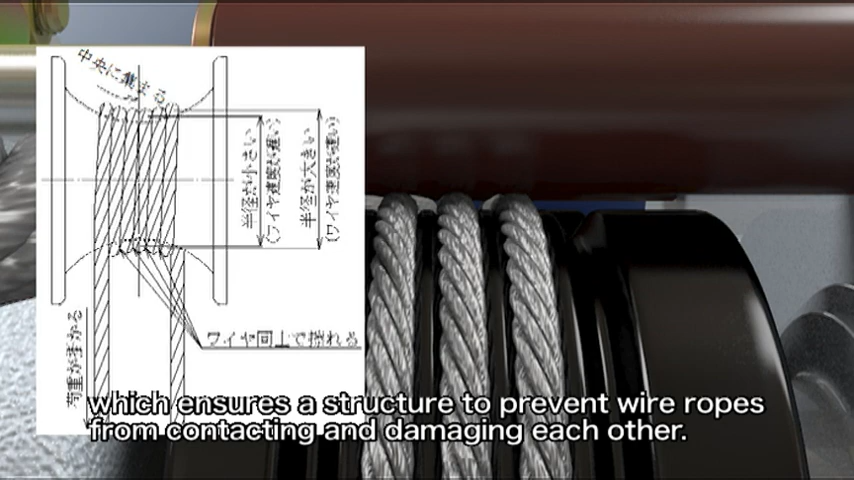 中央に集まる
半径が小さい
(ワイヤ速度が遅い)
半径が大きい
(ワイヤ速度が速い)
荷重が掛かる
ワイヤ同士で擦れる
which ensures a structure to prevent wire ropes
from contacting and damaging each other.